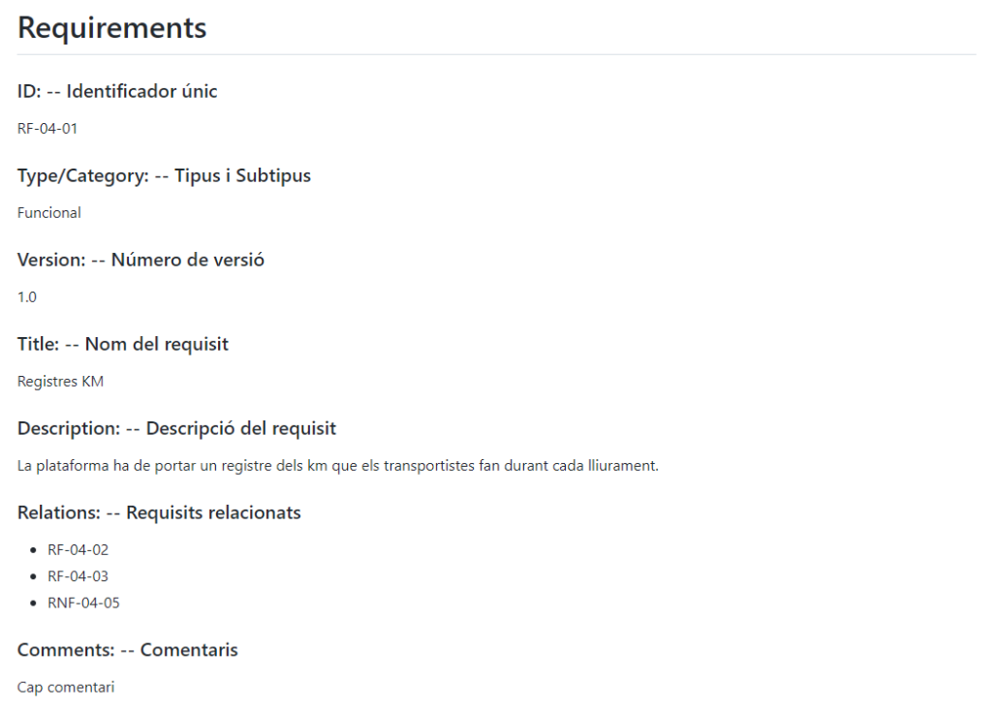 Requirements
ID: -- Identificador únic
RF-04-01
Type/Category: -- Tipus i Subtipus
Funcional
Version: -- Número de versió
1.0
Title: -- Nom del requisit
Registres KM
Description: -- Descripció del requisit
La plataforma ha de portar un registre dels km que els transportistes fan durant cada lliurament.
Relations: -- Requisits relacionats
• RF-04-02
• RF-04-03
• RNF-04-05
Comments: -- Comentaris
Cap comentari